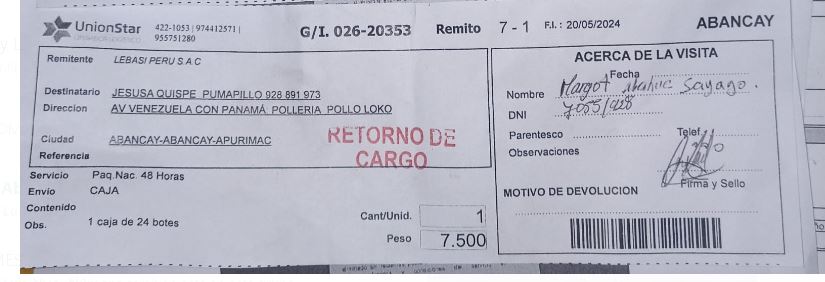 UnionStar
OPERADOR LOGISTICO
422-1053 | 974412571 |
955751280
G/I. 026-20353
Remito 7 - 1
F.I. : 20/05/2024
ABANCAY
Remitente LEBASI PERU S.A.C
Destinatario JESUSA QUISPE PUMAPILLO 928 891 973
Direccion AV VENEZUELA CON PANAMÁ POLLERIA POLLO LOKO
Ciudad ABANCAY-ABANCAY-APURIMAC
Referencia
RETORNO DE
CARGO
Servicio Paq.Nac. 48 Horas
Envio CAJA
Contenido
Obs. 1 caja de 24 botes
Cant/Unid. 1
Peso 7.500
ACERCA DE LA VISITA
Fecha
Nombre Margot Sayago.
DNI
Parentesco Telef.
Observaciones
Firma y Sello
MOTIVO DE DEVOLUCION